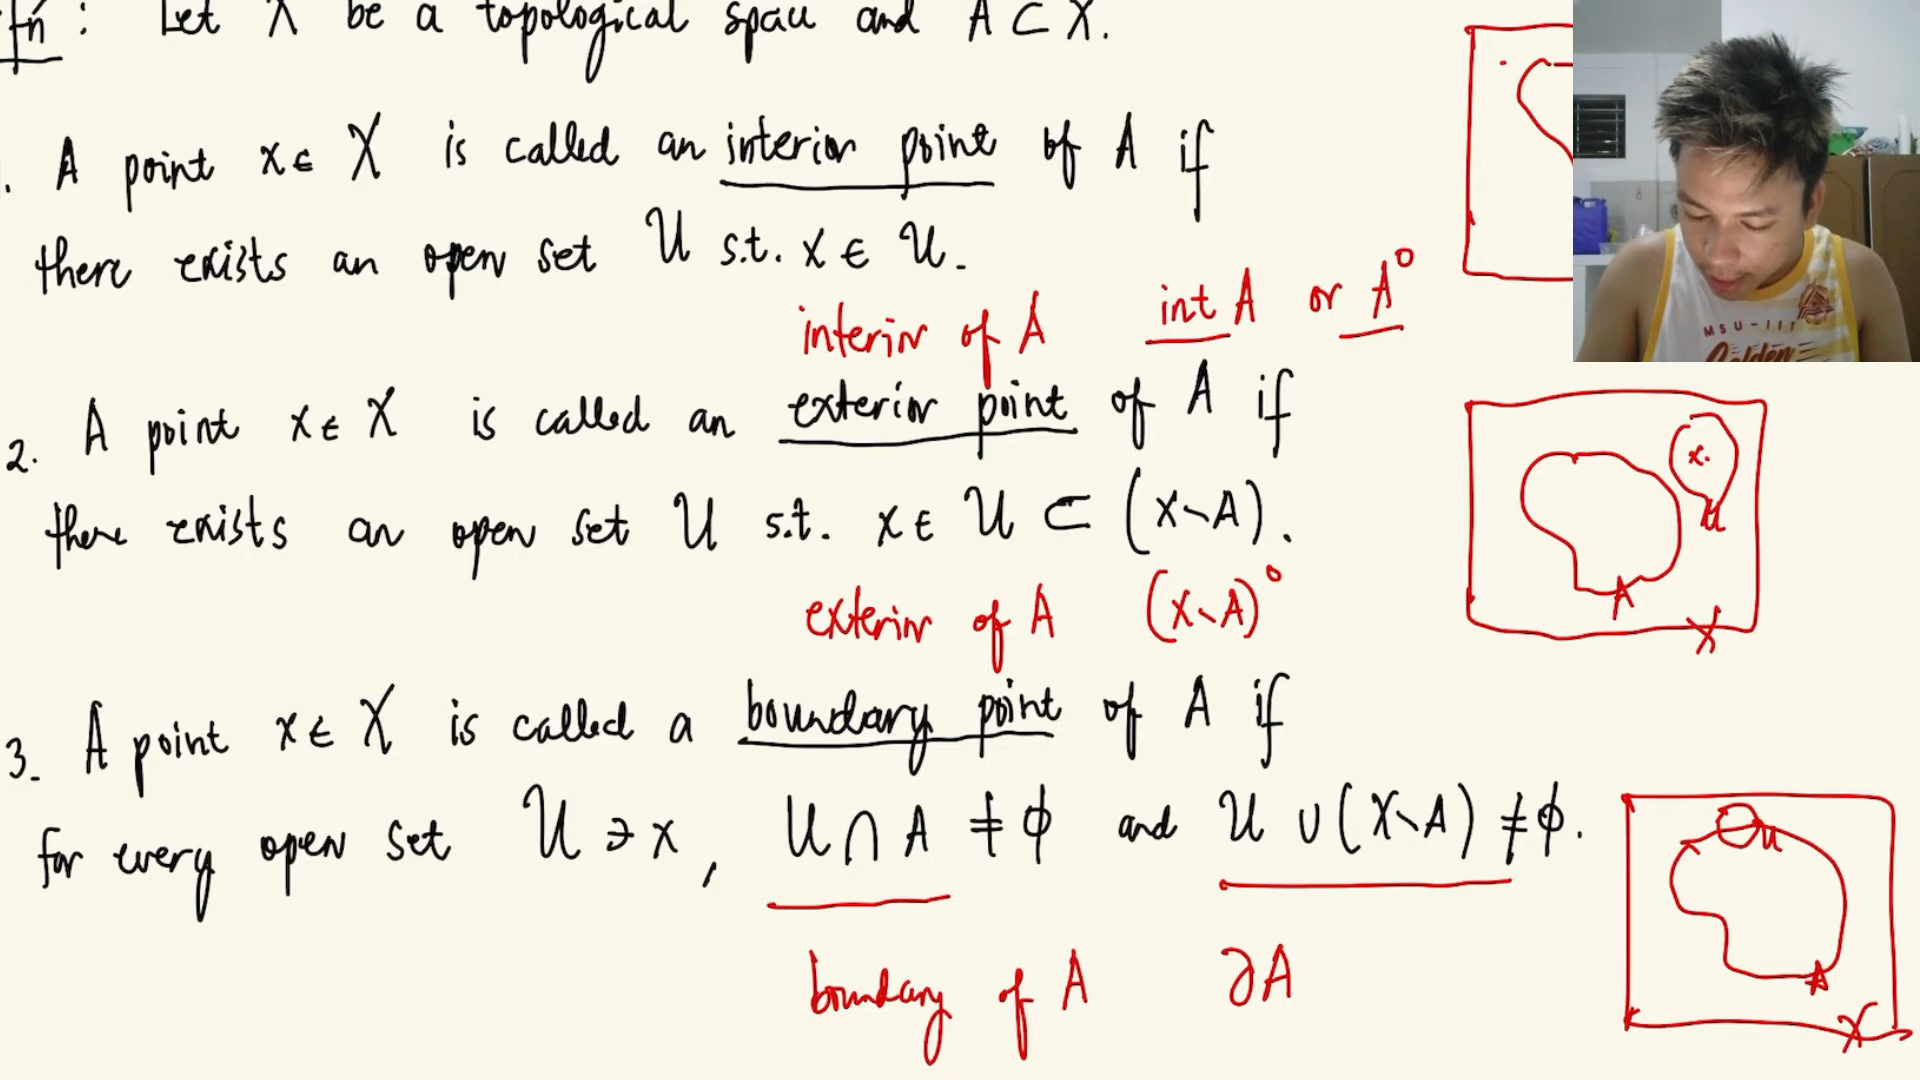 fn : Let X be a topological space and A ⊂ X.
. A point x ∈ X is called an interior point of A if
there exists an open set U s.t. x ∈ U.
interior of A int A or A°
2. A point x ∈ X is called an exterior point of A if
there exists an open set U s.t. x ∈ U ⊂ (X∖A).
exterior of A (X∖A)°
3. A point x ∈ X is called a boundary point of A if
for every open set U ∋ x, U ∩ A ≠ ϕ and U ∪ (X∖A) ≠ ϕ.
boundary of A ∂A
MSU-IIT
Golden
x.
U
A
X
U
A
X